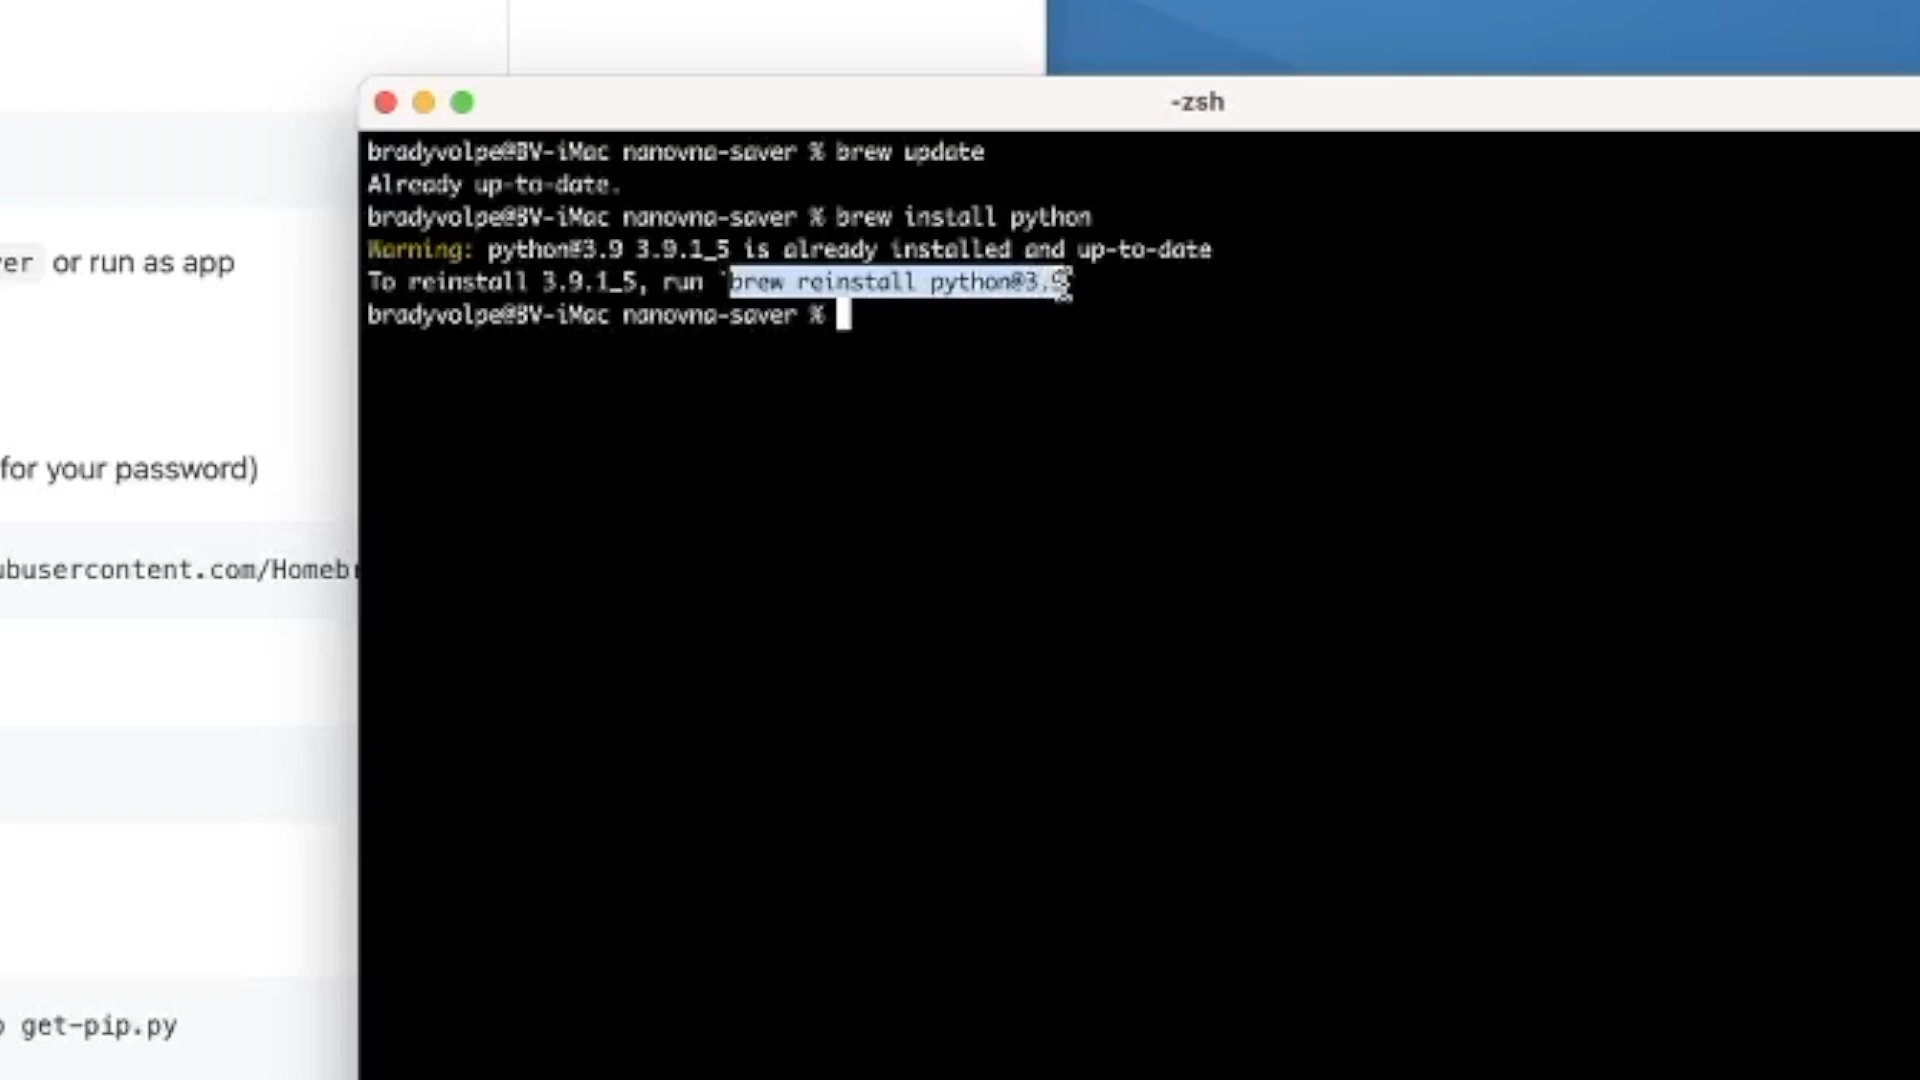 -zsh
bradyvolpe@BV-iMac nanovna-saver % brew update
Already up-to-date.
bradyvolpe@BV-iMac nanovna-saver % brew install python
Warning: python@3.9 3.9.1_5 is already installed and up-to-date
To reinstall 3.9.1_5, run `brew reinstall python@3.9
bradyvolpe@BV-iMac nanovna-saver %
er or run as app
for your password)
ubusercontent.com/Homebr
get-pip.py